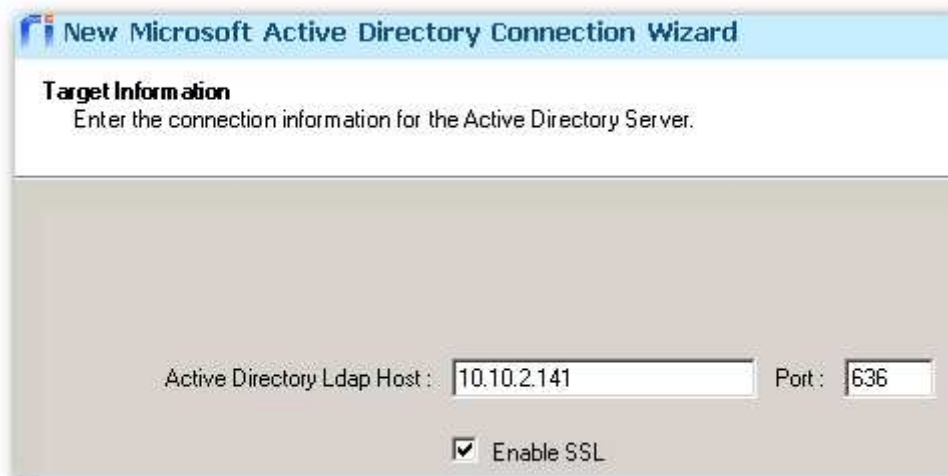 New Microsoft Active Directory Connection Wizard
Target Information
Enter the connection information for the Active Directory Server.
Active Directory Ldap Host : 10.10.2.141 Port : 636
Enable SSL